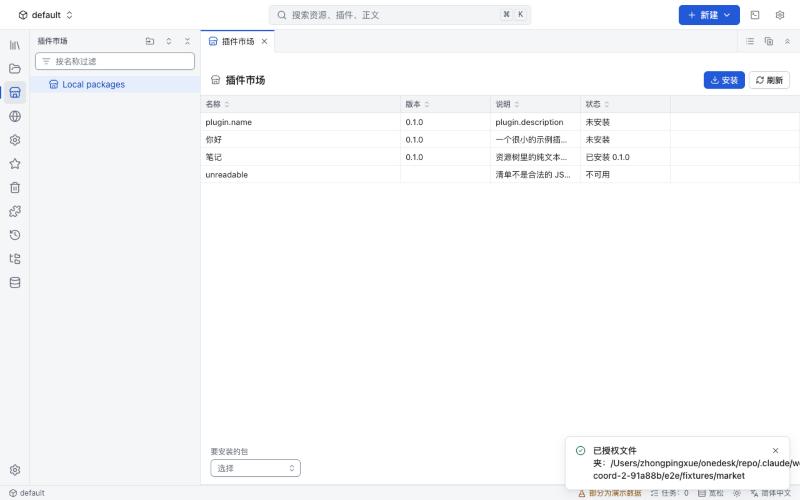 default
搜索资源、插件、正文
⌘ K
新建
插件市场
按名称过滤
Local packages
插件市场
插件市场
安装
刷新
名称 版本 说明 状态
plugin.name 0.1.0 plugin.description 未安装
你好 0.1.0 一个很小的示例插... 未安装
笔记 0.1.0 资源树里的纯文本... 已安装 0.1.0
unreadable 清单不是合法的 JS... 不可用
要安装的包
选择
已授权文件
夹：/Users/zhongpingxue/onedesk/repo/.claude/w
coord-2-91a88b/e2e/fixtures/market
default
部分为演示数据
任务：0
宽松
简体中文